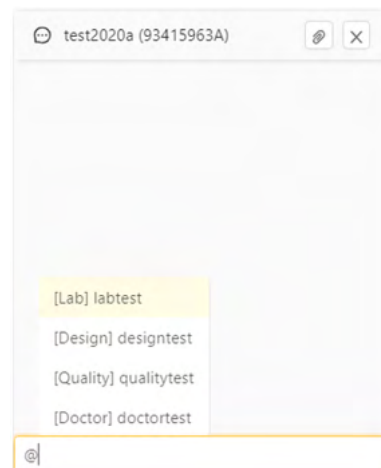 test2020a (93415963A)
[Lab] labtest
[Design] designtest
[Quality] qualitytest
[Doctor] doctortest
@